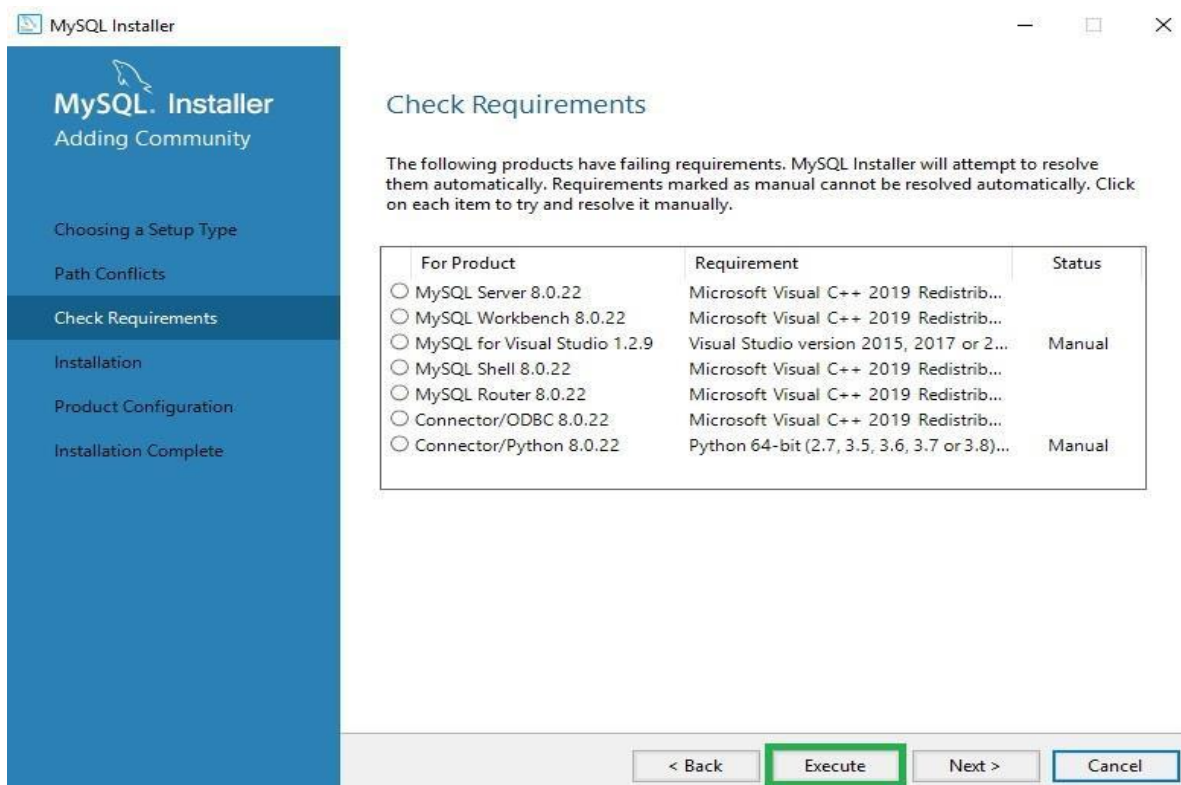 MySQL Installer
MySQL. Installer
Adding Community
Choosing a Setup Type
Path Conflicts
Check Requirements
Installation
Product Configuration
Installation Complete
Check Requirements
The following products have failing requirements. MySQL Installer will attempt to resolve
them automatically. Requirements marked as manual cannot be resolved automatically. Click
on each item to try and resolve it manually.
For Product Requirement Status
MySQL Server 8.0.22 Microsoft Visual C++ 2019 Redistrib...
MySQL Workbench 8.0.22 Microsoft Visual C++ 2019 Redistrib...
MySQL for Visual Studio 1.2.9 Visual Studio version 2015, 2017 or 2... Manual
MySQL Shell 8.0.22 Microsoft Visual C++ 2019 Redistrib...
MySQL Router 8.0.22 Microsoft Visual C++ 2019 Redistrib...
Connector/ODBC 8.0.22 Microsoft Visual C++ 2019 Redistrib...
Connector/Python 8.0.22 Python 64-bit (2.7, 3.5, 3.6, 3.7 or 3.8)... Manual
< Back Execute Next > Cancel